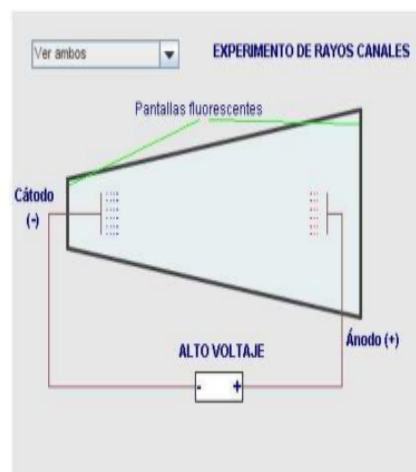 Ver ambos
EXPERIMENTO DE RAYOS CANALES
Pantallas fluorescentes
Cátodo
(-)
Ánodo (+)
ALTO VOLTAJE
- +